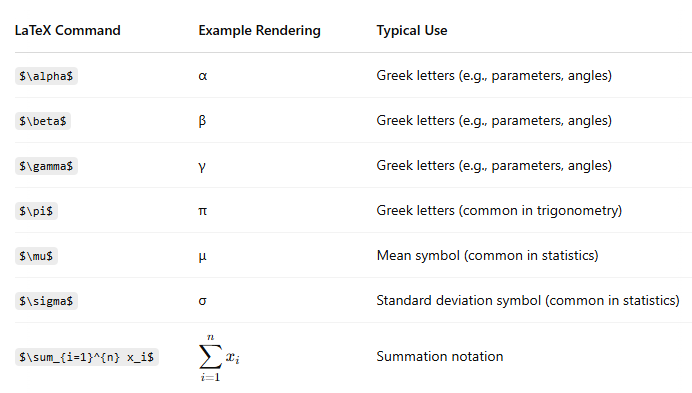 LaTeX Command Example Rendering Typical Use
$\alpha$ α Greek letters (e.g., parameters, angles)
$\beta$ β Greek letters (e.g., parameters, angles)
$\gamma$ γ Greek letters (e.g., parameters, angles)
$\pi$ π Greek letters (common in trigonometry)
$\mu$ μ Mean symbol (common in statistics)
$\sigma$ σ Standard deviation symbol (common in statistics)
$\sum_{i=1}^{n} x_i$ $\sum_{i=1}^{n} x_i$ Summation notation